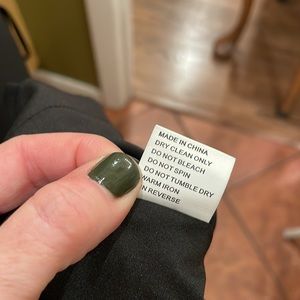 MADE IN CHINA
DRY CLEAN ONLY
DO NOT BLEACH
DO NOT SPIN
DO NOT TUMBLE DRY
WARM IRON
IN REVERSE